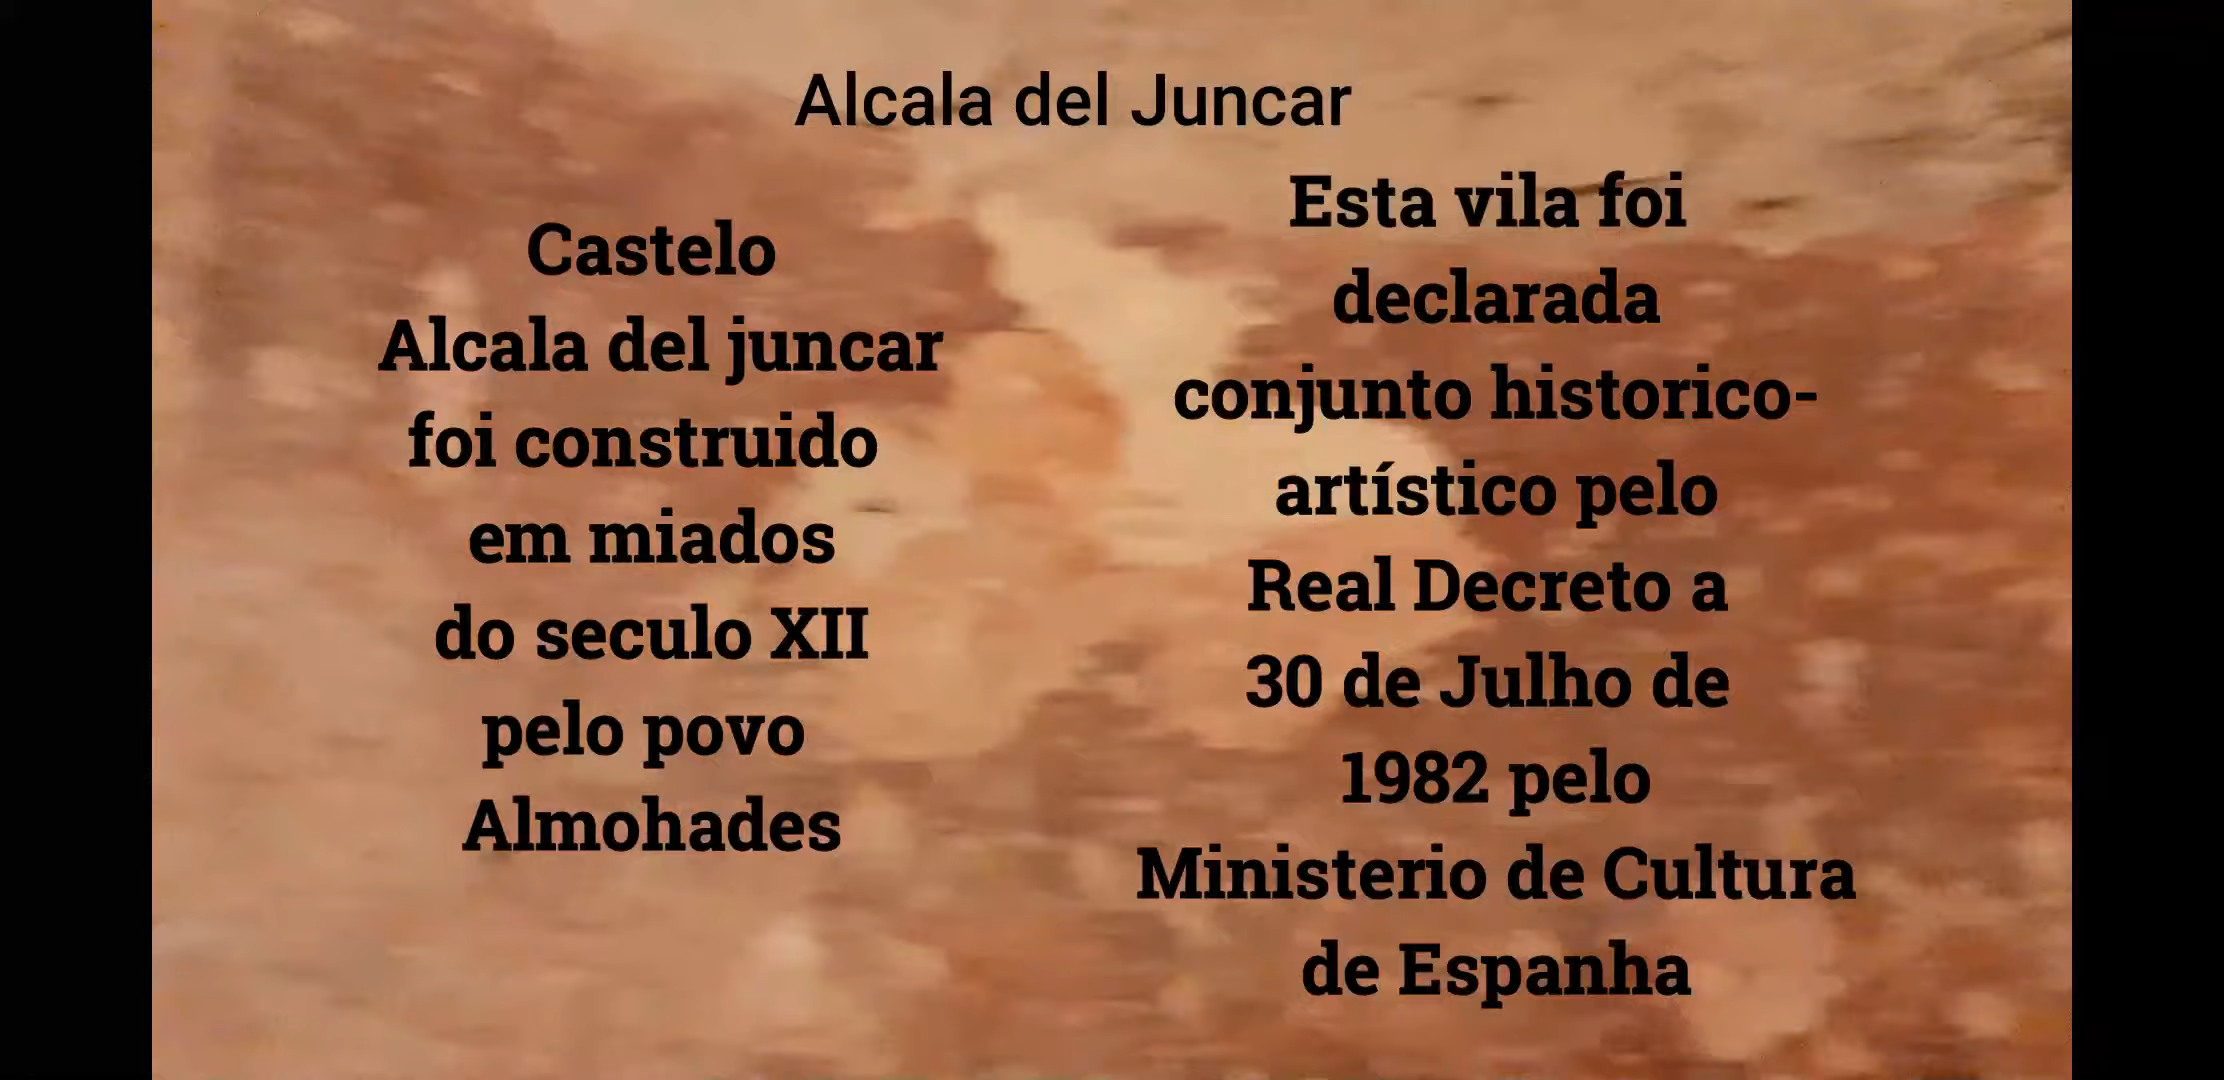 Alcala del Juncar
Castelo
Alcala del juncar
foi construido
em miados
do seculo XII
pelo povo
Almohades
Esta vila foi
declarada
conjunto historico-
artístico pelo
Real Decreto a
30 de Julho de
1982 pelo
Ministerio de Cultura
de Espanha